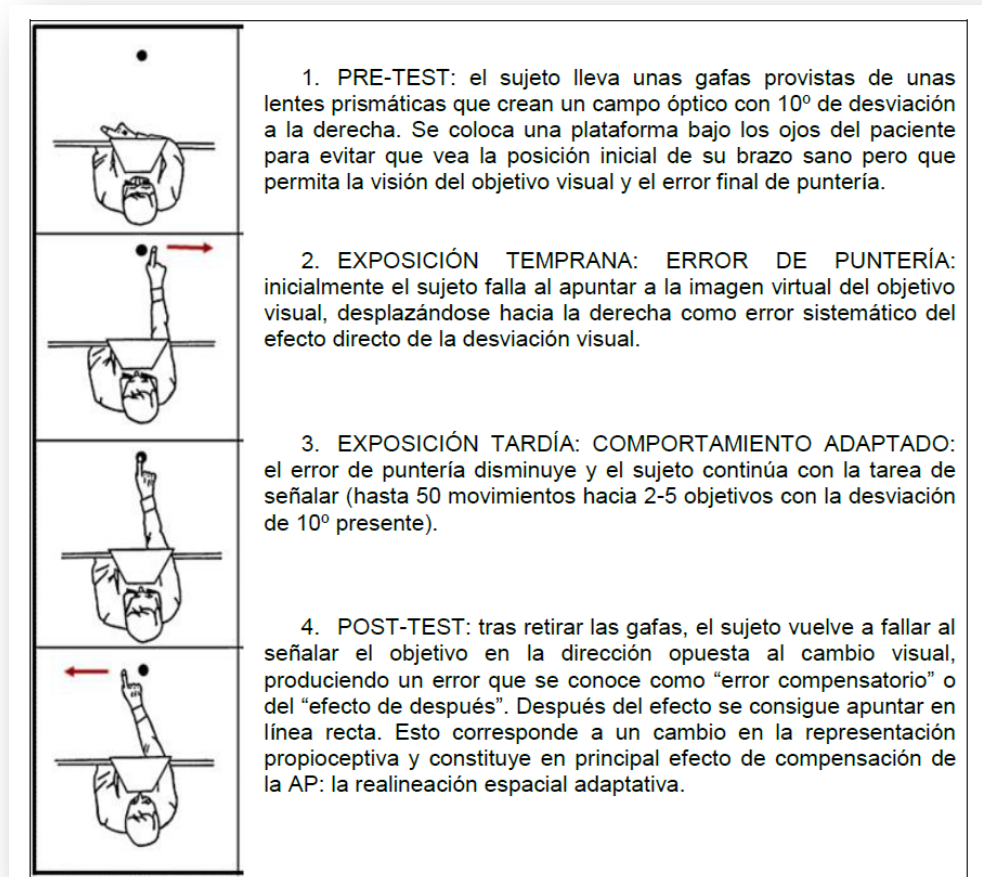 1. PRE-TEST: el sujeto lleva unas gafas provistas de unas
lentes prismáticas que crean un campo óptico con 10º de desviación
a la derecha. Se coloca una plataforma bajo los ojos del paciente
para evitar que vea la posición inicial de su brazo sano pero que
permita la visión del objetivo visual y el error final de puntería.
2. EXPOSICIÓN TEMPRANA: ERROR DE PUNTERÍA:
inicialmente el sujeto falla al apuntar a la imagen virtual del objetivo
visual, desplazándose hacia la derecha como error sistemático del
efecto directo de la desviación visual.
3. EXPOSICIÓN TARDÍA: COMPORTAMIENTO ADAPTADO:
el error de puntería disminuye y el sujeto continúa con la tarea de
señalar (hasta 50 movimientos hacia 2-5 objetivos con la desviación
de 10º presente).
4. POST-TEST: tras retirar las gafas, el sujeto vuelve a fallar al
señalar el objetivo en la dirección opuesta al cambio visual,
produciendo un error que se conoce como “error compensatorio” o
del “efecto de después”. Después del efecto se consigue apuntar en
línea recta. Esto corresponde a un cambio en la representación
propioceptiva y constituye en principal efecto de compensación de
la AP: la realineación espacial adaptativa.